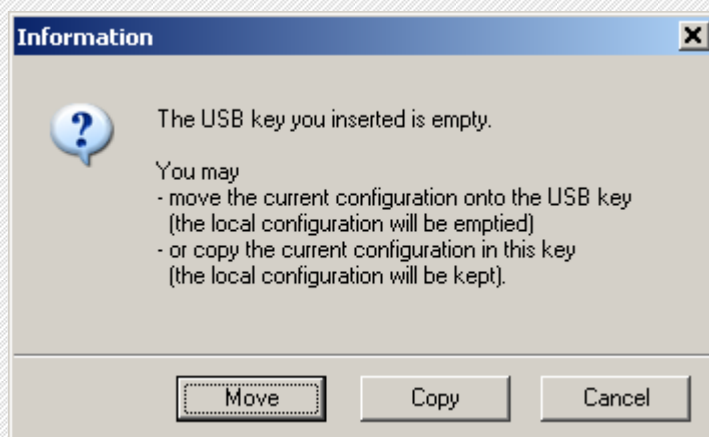 Information
The USB key you inserted is empty.
You may
- move the current configuration onto the USB key
(the local configuration will be emptied)
- or copy the current configuration in this key
(the local configuration will be kept).
Move Copy Cancel